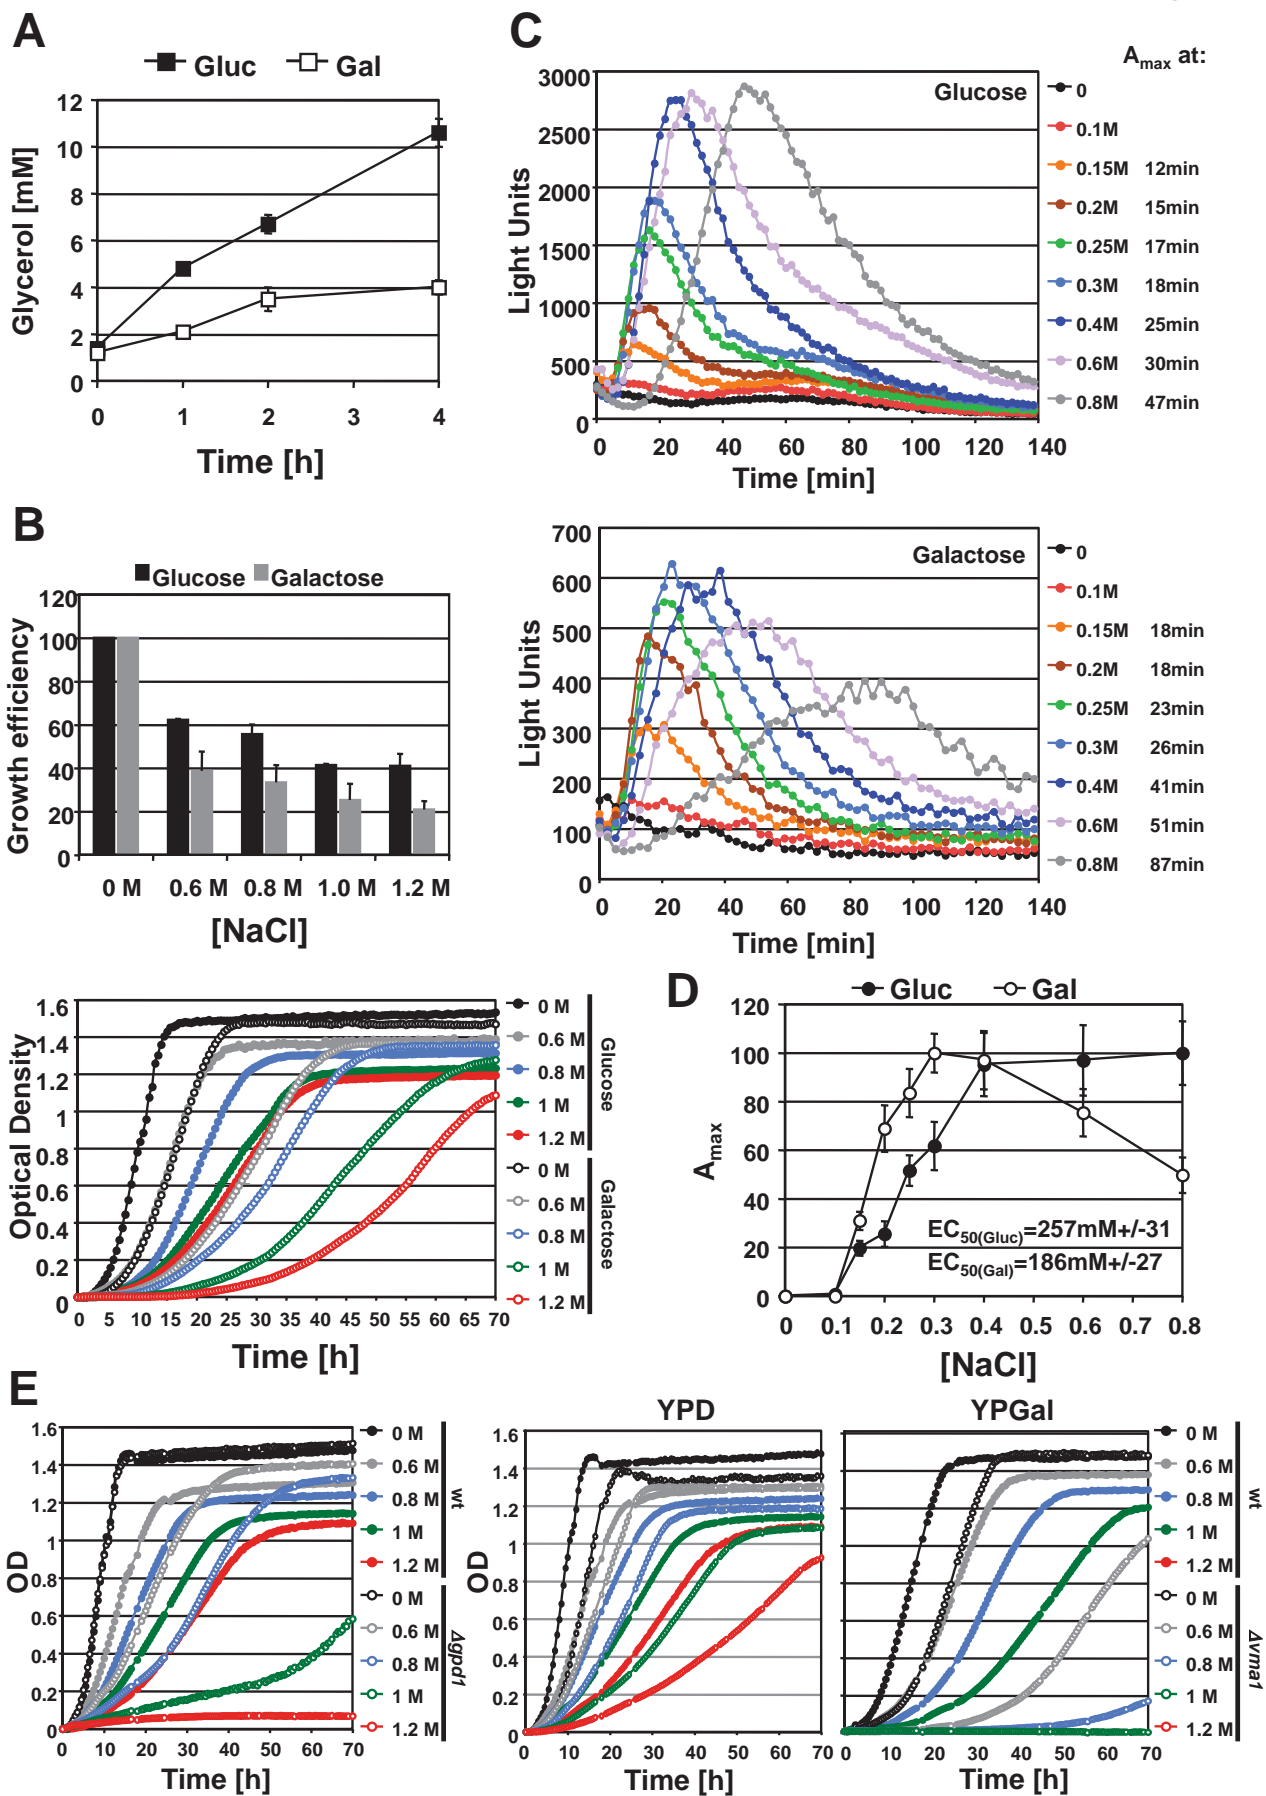 A
Gluc Gal
Glycerol [mM]
12
10
8
6
4
2
0
0 1 2 3 4
Time [h]
B
Glucose Galactose
Growth efficiency
120
100
80
60
40
20
0
0 M 0.6 M 0.8 M 1.0 M 1.2 M
[NaCl]
Optical Density
1.6
1.4
1.2
1
0.8
0.6
0.4
0.2
0
0 5 10 15 20 25 30 35 40 45 50 55 60 65 70
Time [h]
0 M
0.6 M
0.8 M
1 M
1.2 M
Glucose
0 M
0.6 M
0.8 M
1 M
1.2 M
Galactose
C
Amax at:
Glucose
Light Units
3000
2500
2000
1500
1000
500
0
0 20 40 60 80 100 120 140
Time [min]
0
0.1M
0.15M 12min
0.2M 15min
0.25M 17min
0.3M 18min
0.4M 25min
0.6M 30min
0.8M 47min
Galactose
Light Units
700
600
500
400
300
200
100
0
0 20 40 60 80 100 120 140
Time [min]
0
0.1M
0.15M 18min
0.2M 18min
0.25M 23min
0.3M 26min
0.4M 41min
0.6M 51min
0.8M 87min
D
Gluc Gal
Amax
120
100
80
60
40
20
0
0 0.1 0.2 0.3 0.4 0.5 0.6 0.7 0.8
[NaCl]
EC50(Gluc)=257mM+/-31
EC50(Gal)=186mM+/-27
E
OD
1.6
1.4
1.2
1
0.8
0.6
0.4
0.2
0
0 10 20 30 40 50 60 70
Time [h]
0 M
0.6 M
0.8 M
1 M
1.2 M
wt
0 M
0.6 M
0.8 M
1 M
1.2 M
Δgpd1
YPD
OD
1.6
1.4
1.2
1
0.8
0.6
0.4
0.2
0
0 10 20 30 40 50 60 70
Time [h]
YPGal
0 10 20 30 40 50 60 70
Time [h]
0 M
0.6 M
0.8 M
1 M
1.2 M
wt
0 M
0.6 M
0.8 M
1 M
1.2 M
Δvma1